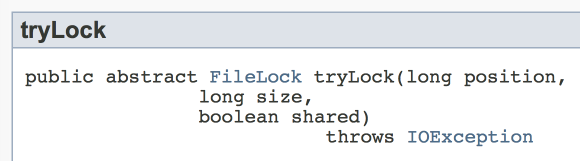 tryLock
public abstract FileLock tryLock(long position,
long size,
boolean shared)
throws IOException